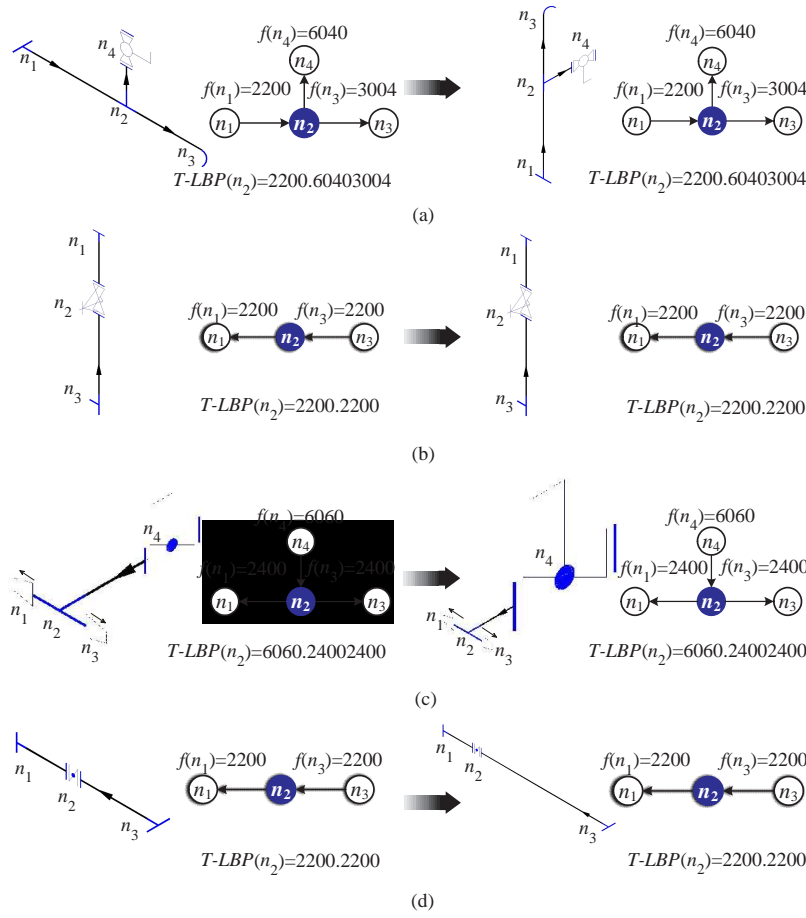 n4
n1
n2
n3
f(n4)=6040
n4
f(n1)=2200 f(n3)=3004
n1 n2 n3
T-LBP(n2)=2200.60403004
n3
n4
n2
n1
f(n4)=6040
n4
f(n1)=2200 f(n3)=3004
n1 n2 n3
T-LBP(n2)=2200.60403004
(a)
n1
n2
n3
f(n1)=2200 f(n3)=2200
n1 n2 n3
T-LBP(n2)=2200.2200
n1
n2
n3
f(n1)=2200 f(n3)=2200
n1 n2 n3
T-LBP(n2)=2200.2200
(b)
n4
n1
n2
n3
f(n4)=6060
n4
f(n1)=2400 f(n3)=2400
n1 n2 n3
T-LBP(n2)=6060.24002400
n4
n1
n2
n3
f(n4)=6060
n4
f(n1)=2400 f(n3)=2400
n1 n2 n3
T-LBP(n2)=6060.24002400
(c)
n1
n2
n3
f(n1)=2200 f(n3)=2200
n1 n2 n3
T-LBP(n2)=2200.2200
n1
n2
n3
f(n1)=2200 f(n3)=2200
n1 n2 n3
T-LBP(n2)=2200.2200
(d)